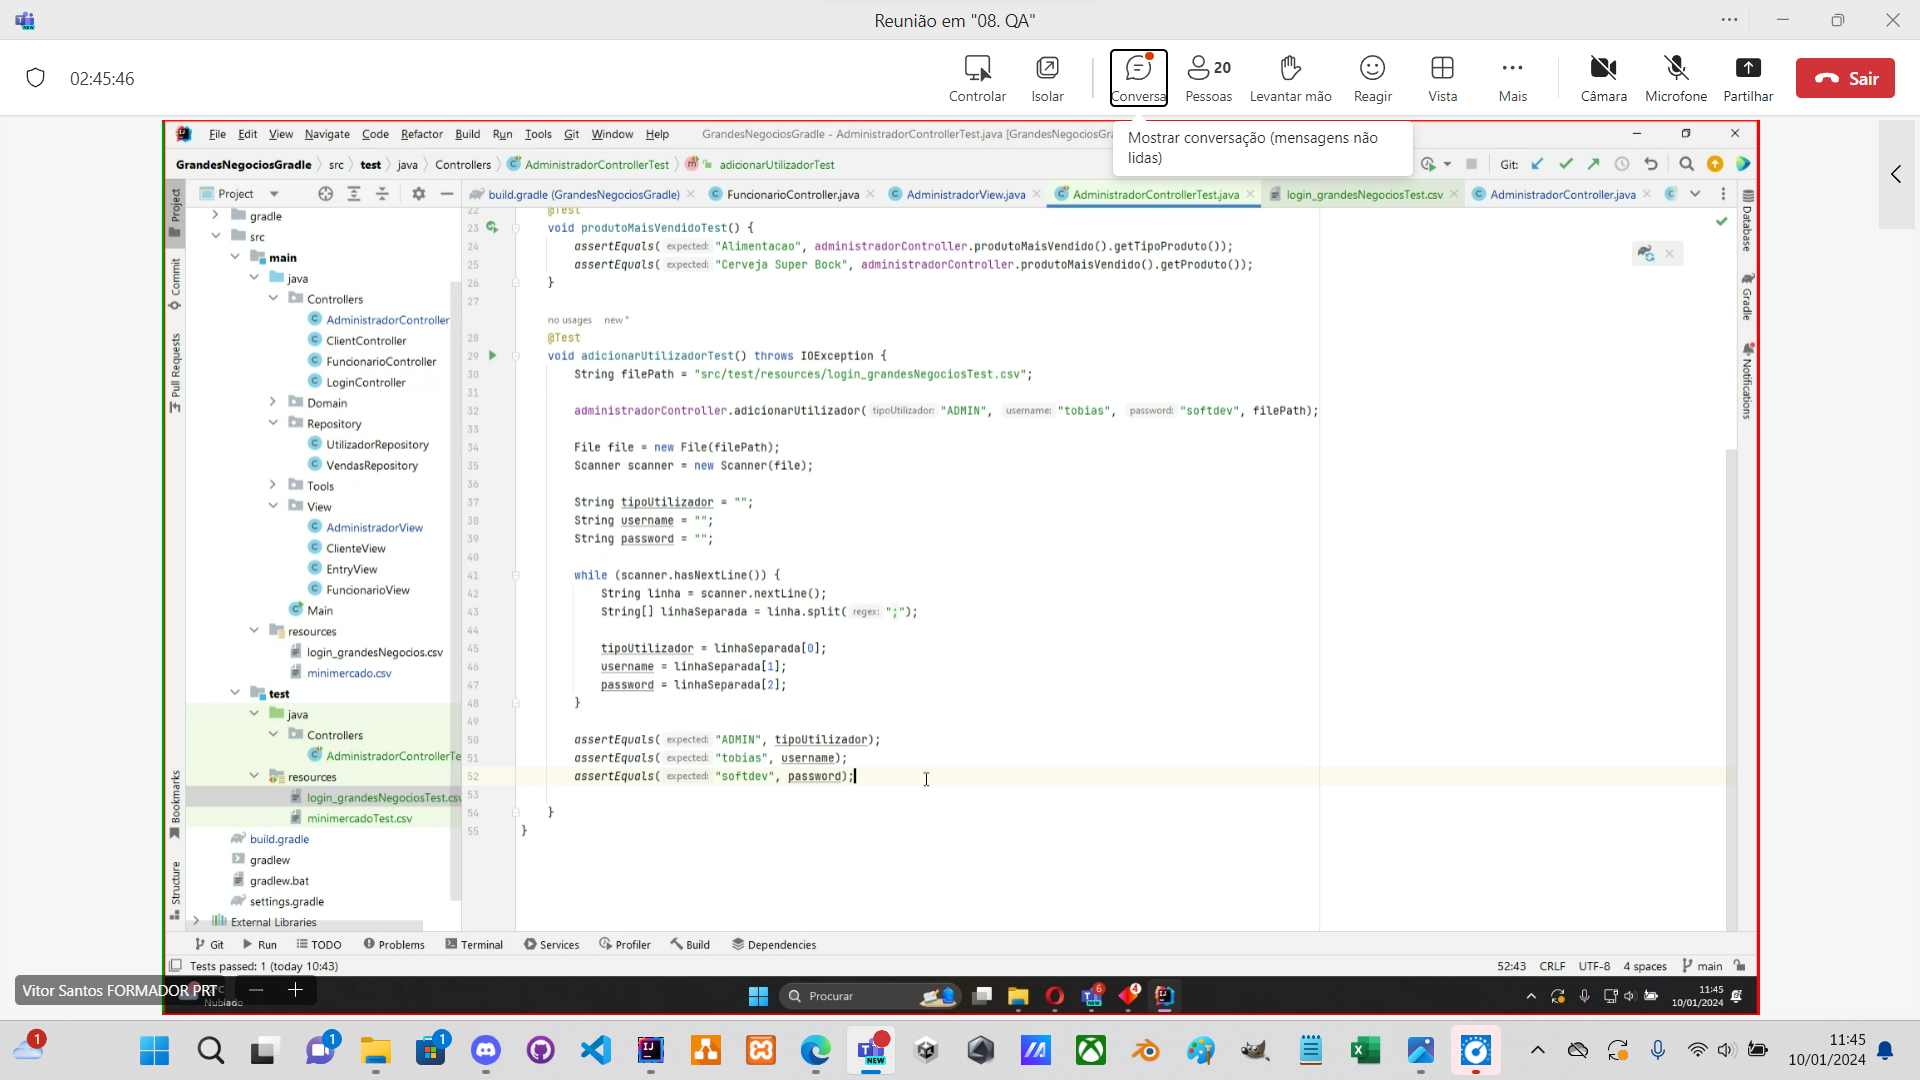 Reunião em "08. QA"
02:45:46
Controlar
Isolar
Conversa
20
Pessoas
Levantar mão
Reagir
Vista
Mais
Câmara
Microfone
Partilhar
Sair
Mostrar conversação (mensagens não
lidas)
File Edit View Navigate Code Refactor Build Run Tools Git Window Help
GrandesNegociosGradle - AdministradorControllerTest.java [GrandesNegociosGra
GrandesNegociosGradle src test java Controllers AdministradorControllerTest adicionarUtilizadorTest
Git:
Project
build.gradle (GrandesNegociosGradle)
FuncionarioController.java
AdministradorView.java
AdministradorControllerTest.java
login_grandesNegociosTest.csv
AdministradorController.java
Project
Commit
Pull Requests
Bookmarks
Structure
gradle
src
main
java
Controllers
AdministradorController
ClientController
FuncionarioController
LoginController
Domain
Repository
UtilizadorRepository
VendasRepository
Tools
View
AdministradorView
ClienteView
EntryView
FuncionarioView
Main
resources
login_grandesNegocios.csv
minimercado.csv
test
java
Controllers
AdministradorControllerTe
resources
login_grandesNegociosTest.csv
minimercadoTest.csv
build.gradle
gradlew
gradlew.bat
settings.gradle
External Libraries
22 @Test
23 void produtoMaisVendidoTest() {
24 assertEquals( expected: "Alimentacao", administradorController.produtoMaisVendido().getTipoProduto());
25 assertEquals( expected: "Cerveja Super Bock", administradorController.produtoMaisVendido().getProduto());
26 }
27
no usages new *
28 @Test
29 void adicionarUtilizadorTest() throws IOException {
30 String filePath = "src/test/resources/login_grandesNegociosTest.csv";
31
32 administradorController.adicionarUtilizador( tipoUtilizador: "ADMIN", username: "tobias", password: "softdev", filePath);
33
34 File file = new File(filePath);
35 Scanner scanner = new Scanner(file);
36
37 String tipoUtilizador = "";
38 String username = "";
39 String password = "";
40
41 while (scanner.hasNextLine()) {
42 String linha = scanner.nextLine();
43 String[] linhaSeparada = linha.split( regex: ";");
44
45 tipoUtilizador = linhaSeparada[0];
46 username = linhaSeparada[1];
47 password = linhaSeparada[2];
48 }
49
50 assertEquals( expected: "ADMIN", tipoUtilizador);
51 assertEquals( expected: "tobias", username);
52 assertEquals( expected: "softdev", password);
53
54 }
55 }
Database
Gradle
Notifications
Git Run TODO Problems Terminal Services Profiler Build Dependencies
Tests passed: 1 (today 10:43)
52:43 CRLF UTF-8 4 spaces main
Vitor Santos FORMADOR PRT
Nublado
Procurar
6
4
11:45
10/01/2024
1
1
1
NEW
11:45
10/01/2024